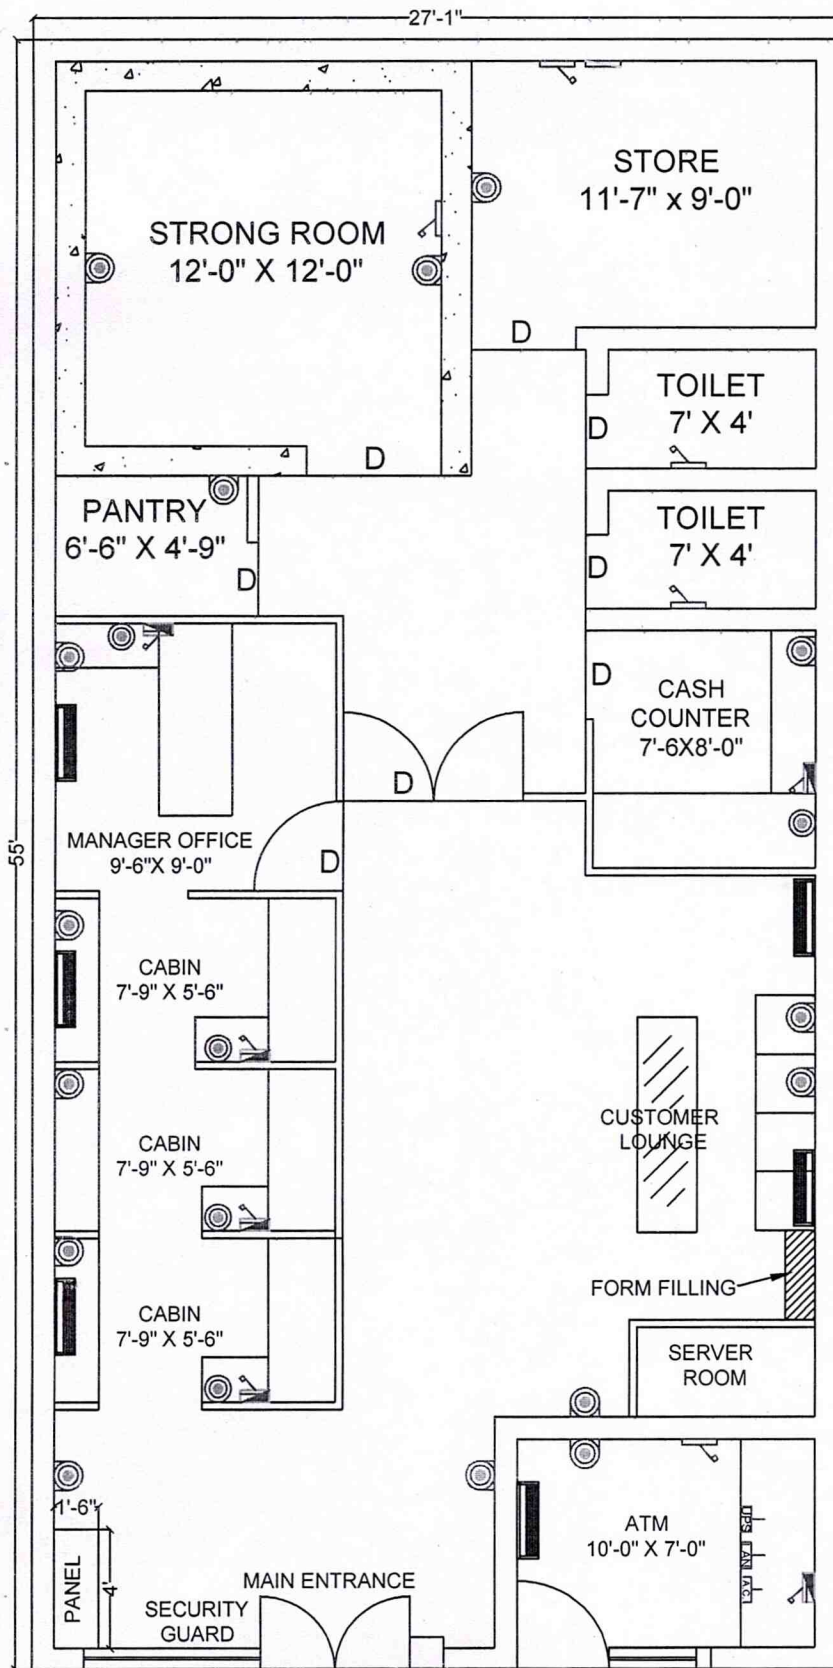 27'-1"
55'
STORE
11'-7" x 9'-0"
STRONG ROOM
12'-0" X 12'-0"
D
D
TOILET
7' X 4'
D
PANTRY
6'-6" X 4'-9"
D
TOILET
7' X 4'
D
D
CASH
COUNTER
7'-6X8'-0"
D
MANAGER OFFICE
9'-6"X 9'-0"
D
CABIN
7'-9" X 5'-6"
CUSTOMER
LOUNGE
CABIN
7'-9" X 5'-6"
FORM FILLING
CABIN
7'-9" X 5'-6"
SERVER
ROOM
1'-6"
PANEL
4'
ATM
10'-0" X 7'-0"
UPS
LAN
A.C
MAIN ENTRANCE
SECURITY
GUARD